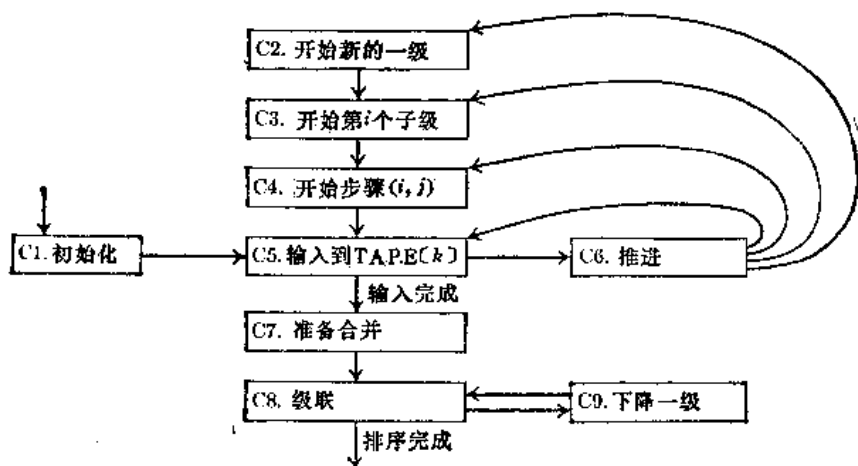 C2. 开始新的一级
C3. 开始第i个子级
C4. 开始步骤(i, j)
C1. 初始化
C5. 输入到TAPE〔k〕
C6. 推进
输入完成
C7. 准备合并
C8. 级联
C9. 下降一级
排序完成